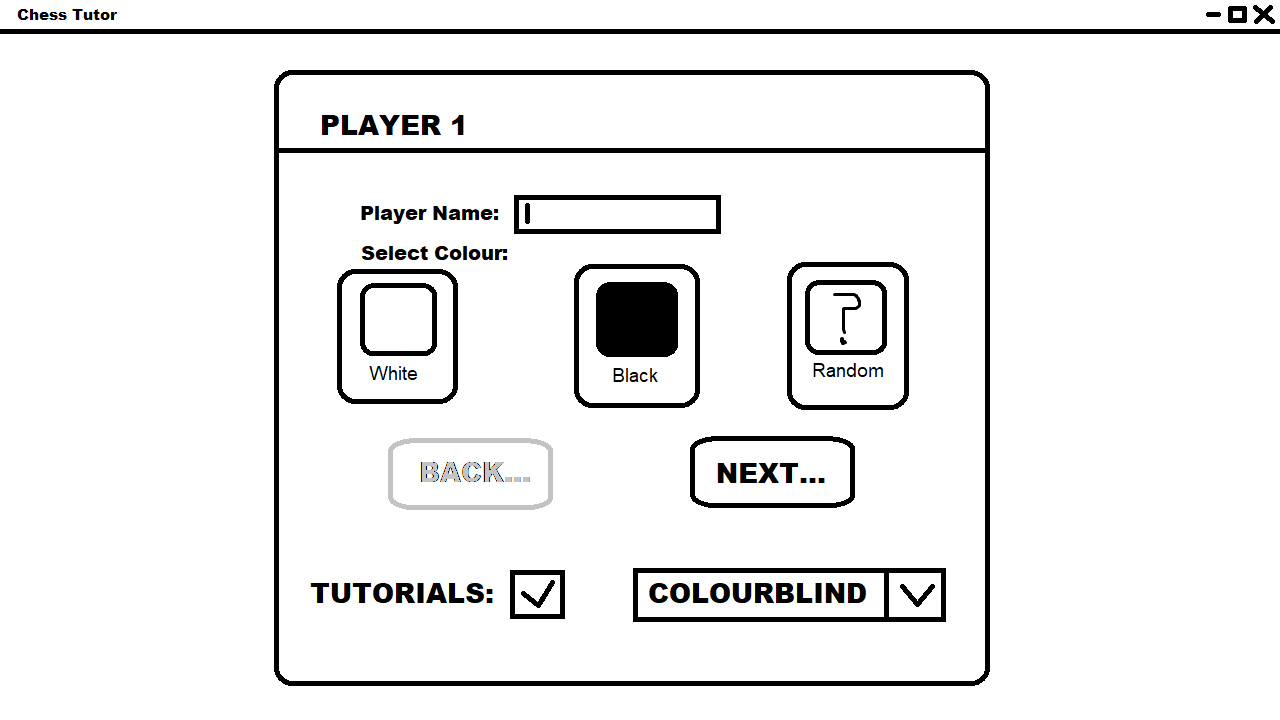 Chess Tutor
PLAYER 1
Player Name:
Select Colour:
White
Black
?
Random
BACK...
NEXT...
TUTORIALS:
COLOURBLIND